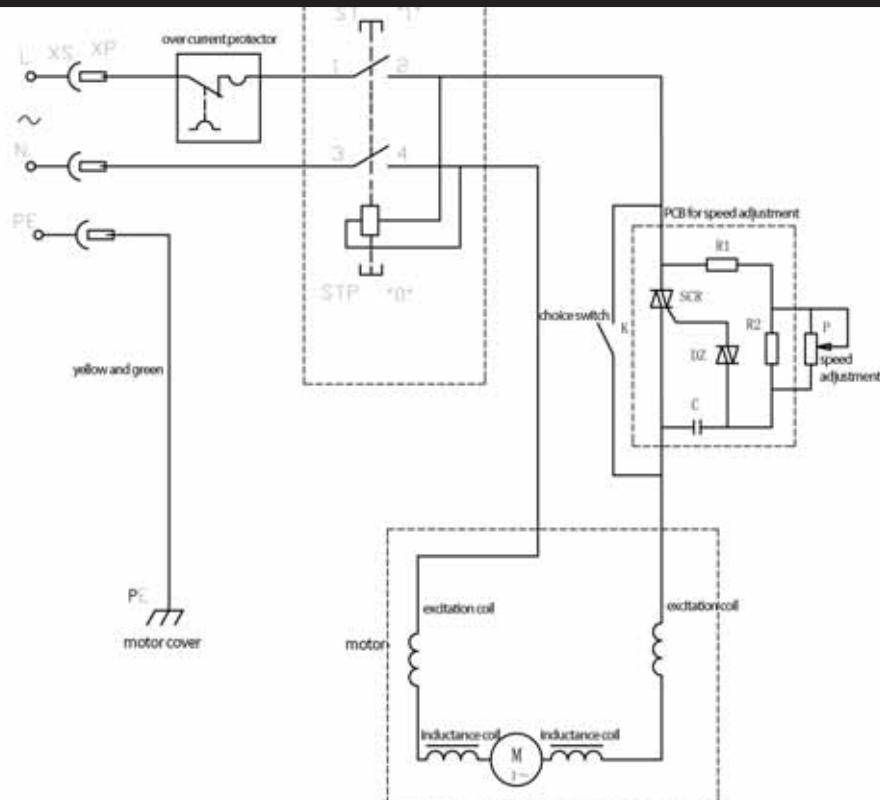 over current protector
L XS XP
1 2
N
3 4
PE
STP "0"
PCB for speed adjustment
R1
SCR
choice switch K
R2 P
DZ
speed
adjustment
C
yellow and green
PE
motor cover
excitation coil
excitation coil
motor
inductance coil
inductance coil
M
1~